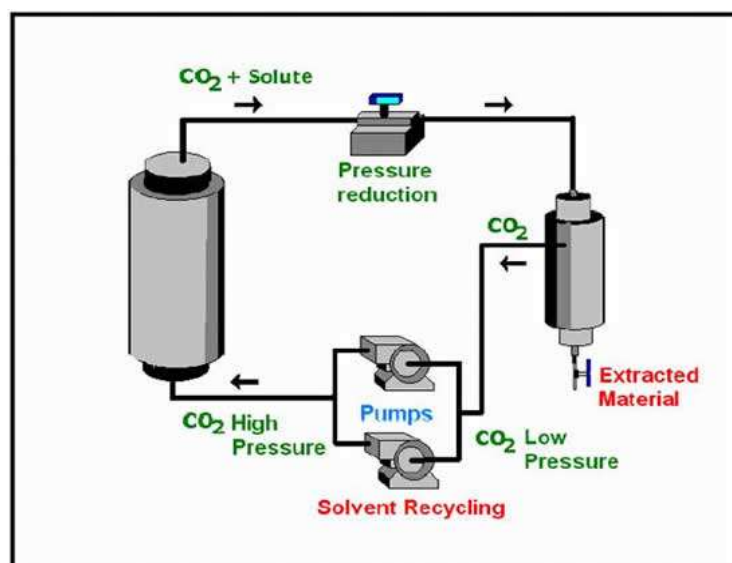 CO2 + Solute
Pressure
reduction
CO2
Extracted
Material
Pumps
CO2 High
Pressure
CO2 Low
Pressure
Solvent Recycling